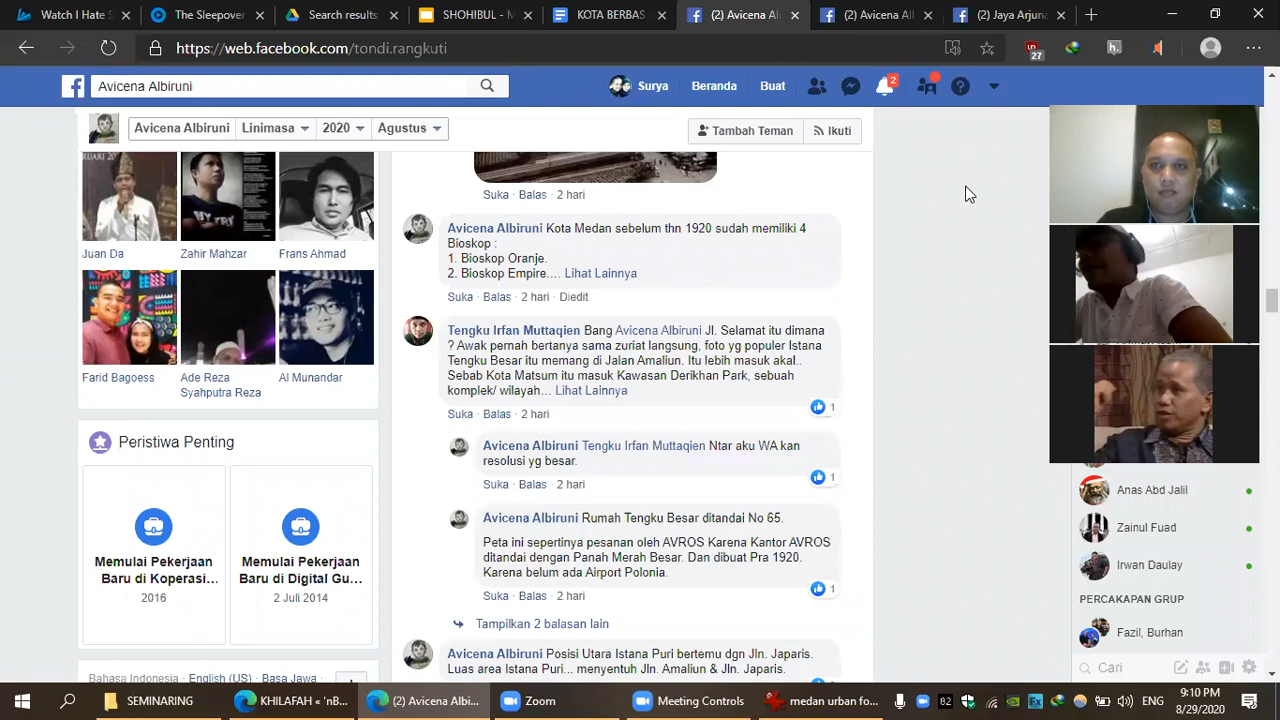 Watch I Hate S
The Sleepover
Search results
SHOHIBUL - M
KOTA BERBAS
(2) Avicena Al
(2) Avicena Al
(2) Jaya Arjuna
https://web.facebook.com/tondi.rangkuti
27
Avicena Albiruni
Surya
Beranda
Buat
2
Avicena Albiruni
Linimasa
2020
Agustus
Tambah Teman
Ikuti
Juan Da
Zahir Mahzar
Frans Ahmad
Farid Bagoess
Ade Reza
Syahputra Reza
Al Munandar
Peristiwa Penting
Memulai Pekerjaan
Baru di Koperasi...
2016
Memulai Pekerjaan
Baru di Digital Gu...
2 Juli 2014
Bahasa Indonesia · English (US) · Basa Jawa ·
Suka · Balas · 2 hari
Avicena Albiruni Kota Medan sebelum thn 1920 sudah memiliki 4
Bioskop :
1. Bioskop Oranje.
2. Bioskop Empire.... Lihat Lainnya
Suka · Balas · 2 hari · Diedit
Tengku Irfan Muttaqien Bang Avicena Albiruni Jl. Selamat itu dimana
? Awak pernah bertanya sama zuriat langsung, foto yg populer Istana
Tengku Besar itu memang di Jalan Amaliun. Itu lebih masuk akal..
Sebab Kota Matsum itu masuk Kawasan Derikhan Park, sebuah
komplek/ wilayah... Lihat Lainnya
1
Suka · Balas · 2 hari
Avicena Albiruni Tengku Irfan Muttaqien Ntar aku WA kan
resolusi yg besar.
1
Suka · Balas · 2 hari
Avicena Albiruni Rumah Tengku Besar ditandai No 65.
Peta ini sepertinya pesanan oleh AVROS Karena Kantor AVROS
ditandai dengan Panah Merah Besar. Dan dibuat Pra 1920.
Karena belum ada Airport Polonia.
1
Suka · Balas · 2 hari
Tampilkan 2 balasan lain
Avicena Albiruni Posisi Utara Istana Puri bertemu dgn Jln. Japaris.
Luas area Istana Puri... menyentuh Jln. Amaliun & Jln. Japaris.
Anas Abd Jalil
Zainul Fuad
Irwan Daulay
PERCAKAPAN GRUP
Fazil, Burhan
Cari
SEMINARING
KHILAFAH « 'nB...
(2) Avicena Albi...
Zoom
Meeting Controls
medan urban fo...
82
ENG
9:10 PM
8/29/2020